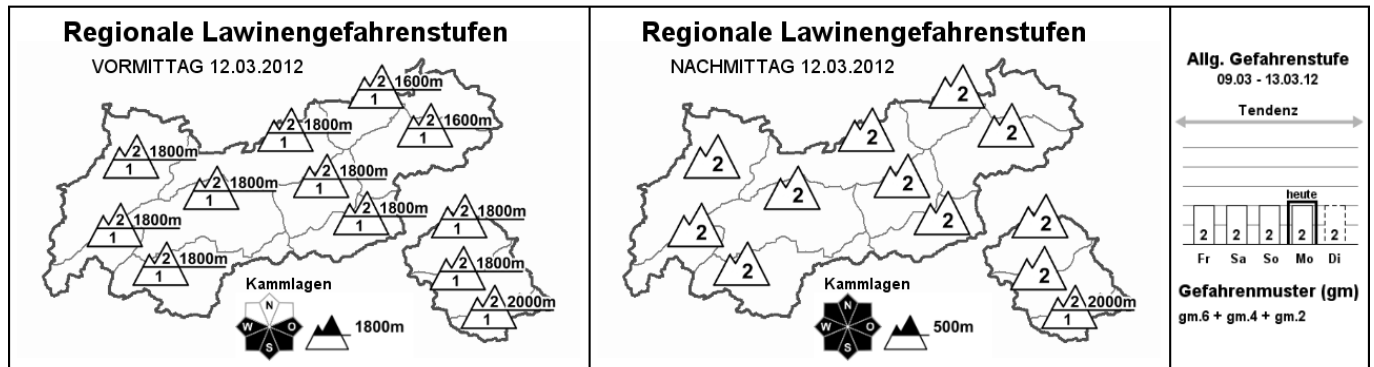 Regionale Lawinengefahrenstufen
VORMITTAG 12.03.2012
2 1600m
1
2 1800m
1
2 1600m
1
2 1800m
1
2 1800m
1
2 1800m
1
2 1800m
1
2 1800m
1
2 1800m
1
2 1800m
1
2 1800m
1
2 2000m
1
Kammlagen
N
W O
S
1800m
Regionale Lawinengefahrenstufen
NACHMITTAG 12.03.2012
2
2
2
2
2
2
2
2
2
2
2
2 2000m
1
Kammlagen
N
W O
S
500m
Allg. Gefahrenstufe
09.03 - 13.03.12
Tendenz
heute
2 2 2 2 2
Fr Sa So Mo Di
Gefahrenmuster (gm)
gm.6 + gm.4 + gm.2